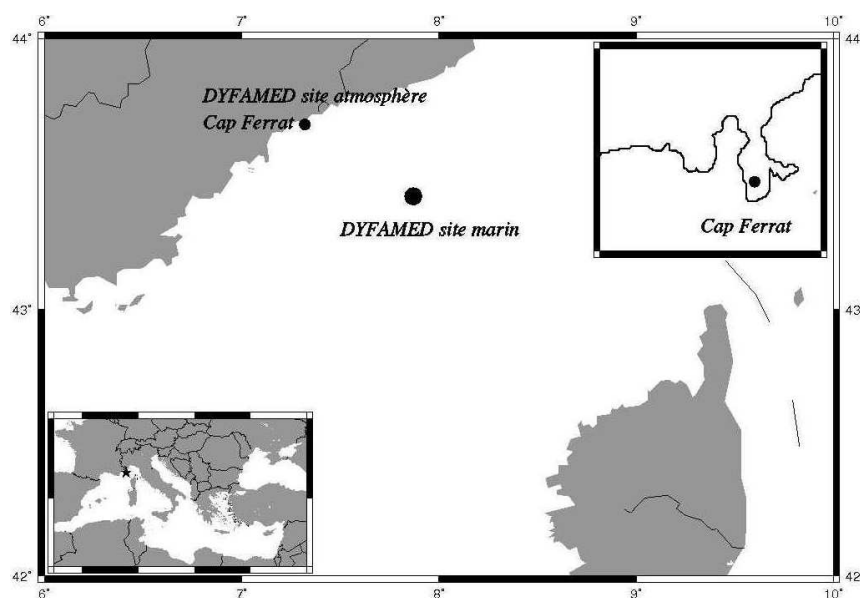 6° 7° 8° 9° 10°
44° 44°
DYFAMED site atmosphère
Cap Ferrat
DYFAMED site marin
Cap Ferrat
43° 43°
42° 42°
6° 7° 8° 9° 10°